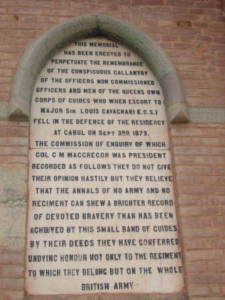 THIS MEMORIAL
HAS BEEN ERECTED TO
PERPETUATE THE REMEMBRANCE
OF THE CONSPICUOUS GALLANTRY
OF THE OFFICERS NON COMMISSIONED
OFFICERS AND MEN OF THE QUEENS OWN
CORPS OF GUIDES WHO WHEN ESCORT TO
MAJOR SIR LOUIS CAVAGNARI K.C.S.I
FELL IN THE DEFENCE OF THE RESIDENCY
AT CABUL ON SEPT 3RD 1879.
THE COMMISSION OF ENQUIRY OF WHICH
COL C M MACGREGOR WAS PRESIDENT
RECORDED AS FOLLOWS THEY DO NOT GIVE
THEIR OPINION HASTILY BUT THEY BELIEVE
THAT THE ANNALS OF NO ARMY AND NO
REGIMENT CAN SHEW A BRIGHTER RECORD
OF DEVOTED BRAVERY THAN HAS BEEN
ACHIEVED BY THIS SMALL BAND OF GUIDES
BY THEIR DEEDS THEY HAVE CONFERRED
UNDYING HONOUR NOT ONLY TO THE REGIMENT
TO WHICH THEY BELONG BUT ON THE WHOLE
BRITISH ARMY